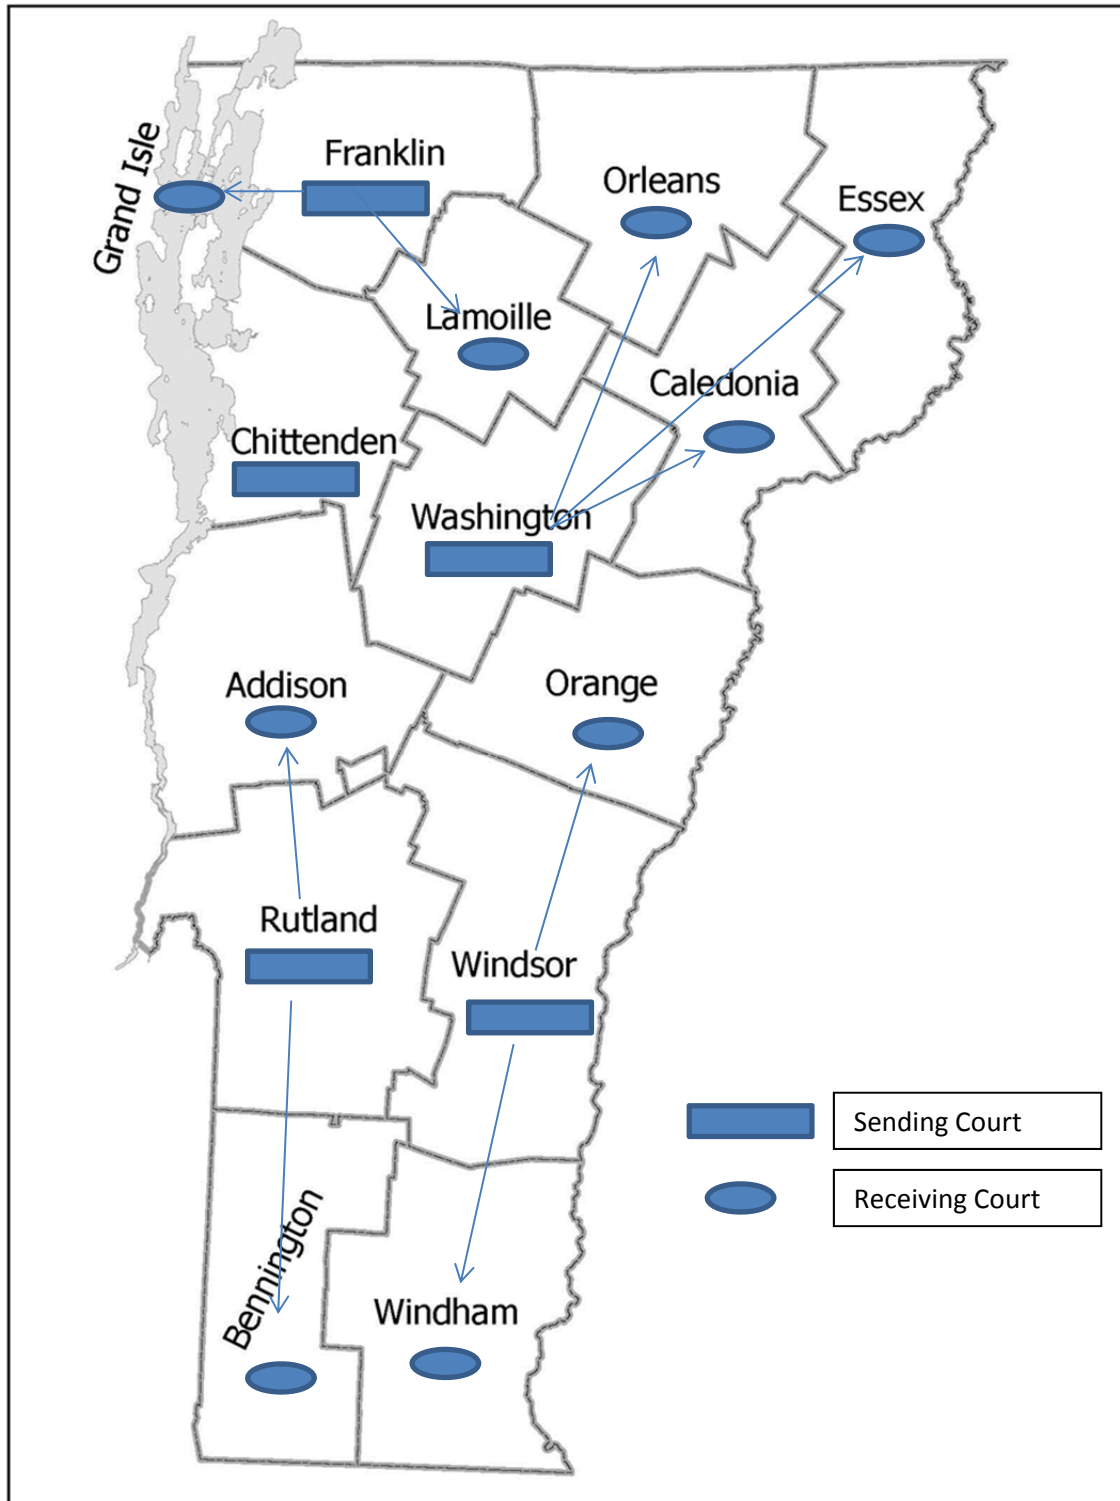 Grand Isle
Franklin
Orleans
Essex
Lamoille
Caledonia
Chittenden
Washington
Addison
Orange
Rutland
Windsor
Sending Court
Receiving Court
Bennington
Windham